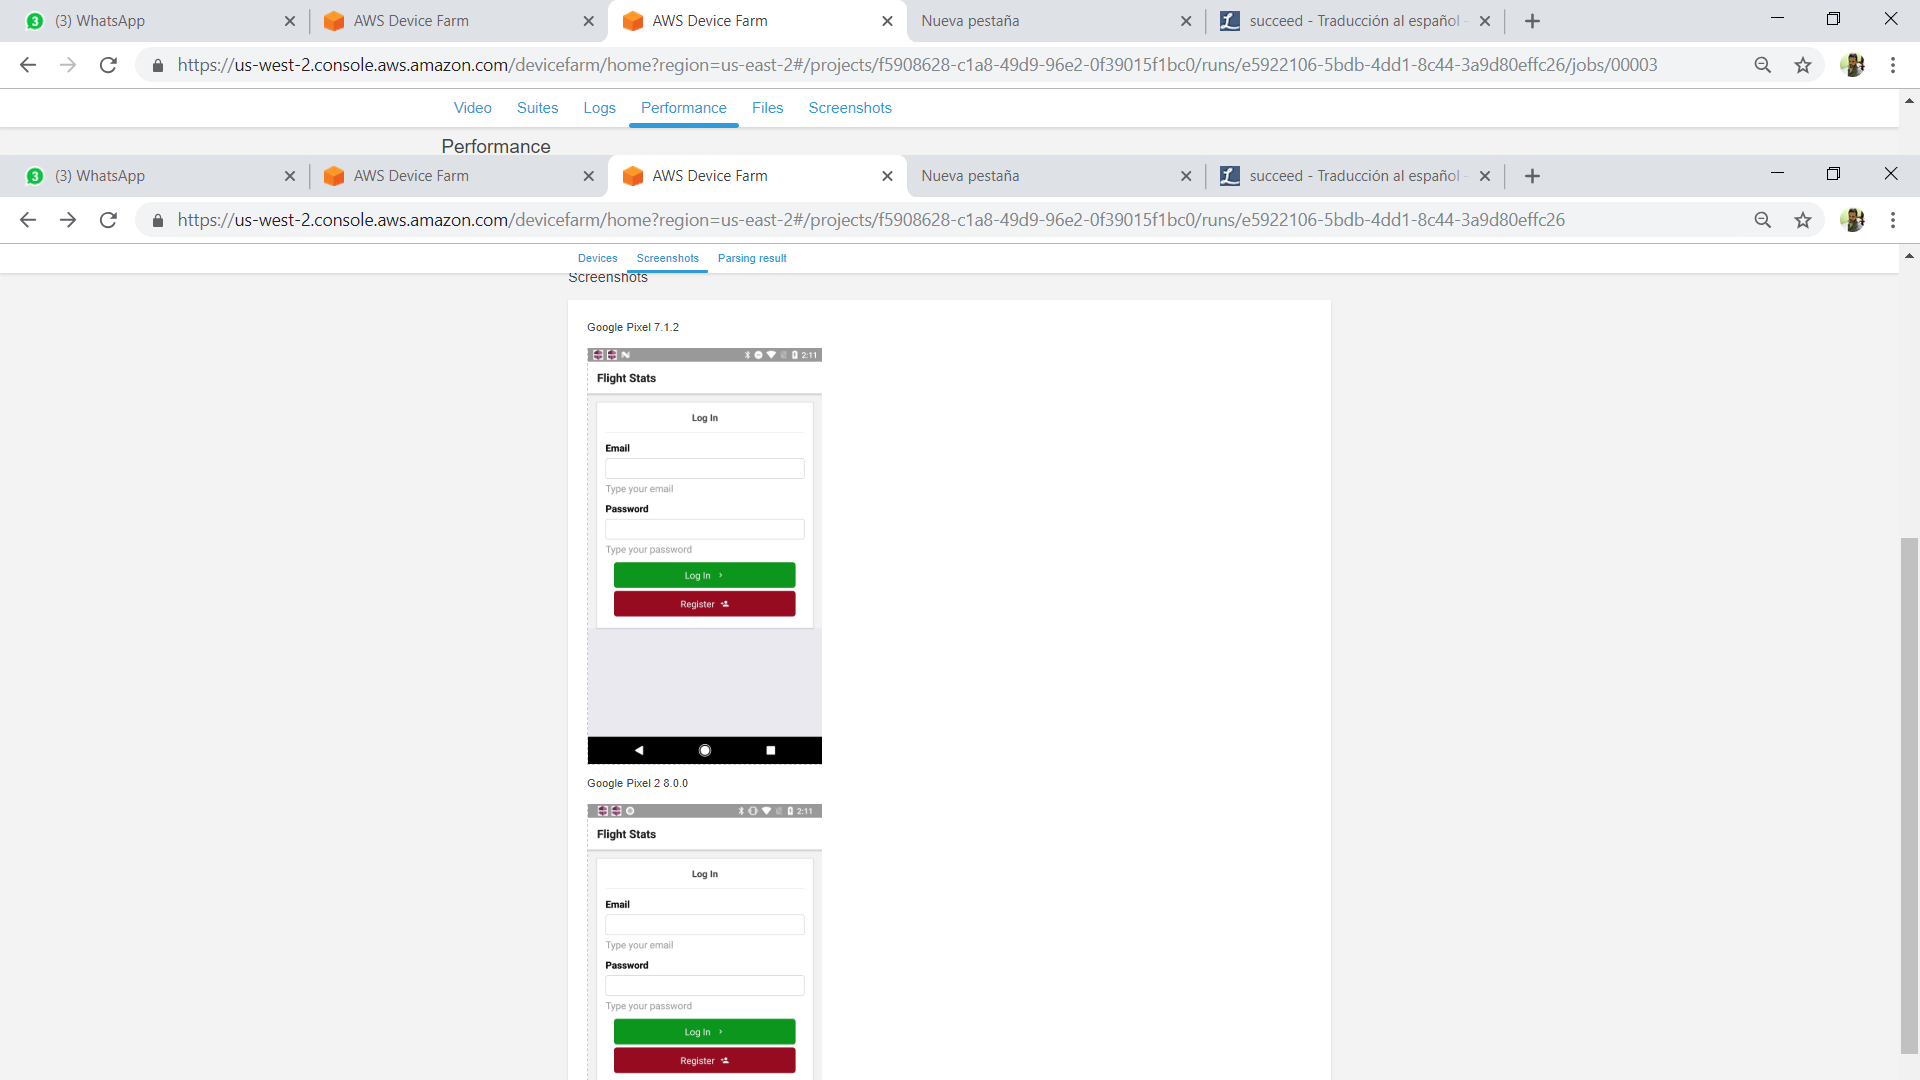 (3) WhatsApp
AWS Device Farm
AWS Device Farm
Nueva pestaña
succeed - Traducción al español -
https://us-west-2.console.aws.amazon.com/devicefarm/home?region=us-east-2#/projects/f5908628-c1a8-49d9-96e2-0f39015f1bc0/runs/e5922106-5bdb-4dd1-8c44-3a9d80effc26/jobs/00003
Video Suites Logs Performance Files Screenshots
Performance
3 (3) WhatsApp
AWS Device Farm
AWS Device Farm
Nueva pestaña
succeed - Traducción al español -
https://us-west-2.console.aws.amazon.com/devicefarm/home?region=us-east-2#/projects/f5908628-c1a8-49d9-96e2-0f39015f1bc0/runs/e5922106-5bdb-4dd1-8c44-3a9d80effc26
Devices Screenshots Parsing result
Screenshots
Google Pixel 7.1.2
2:11
Flight Stats
Log In
Email
Type your email
Password
Type your password
Log In
Register
Google Pixel 2 8.0.0
2:11
Flight Stats
Log In
Email
Type your email
Password
Type your password
Log In
Register